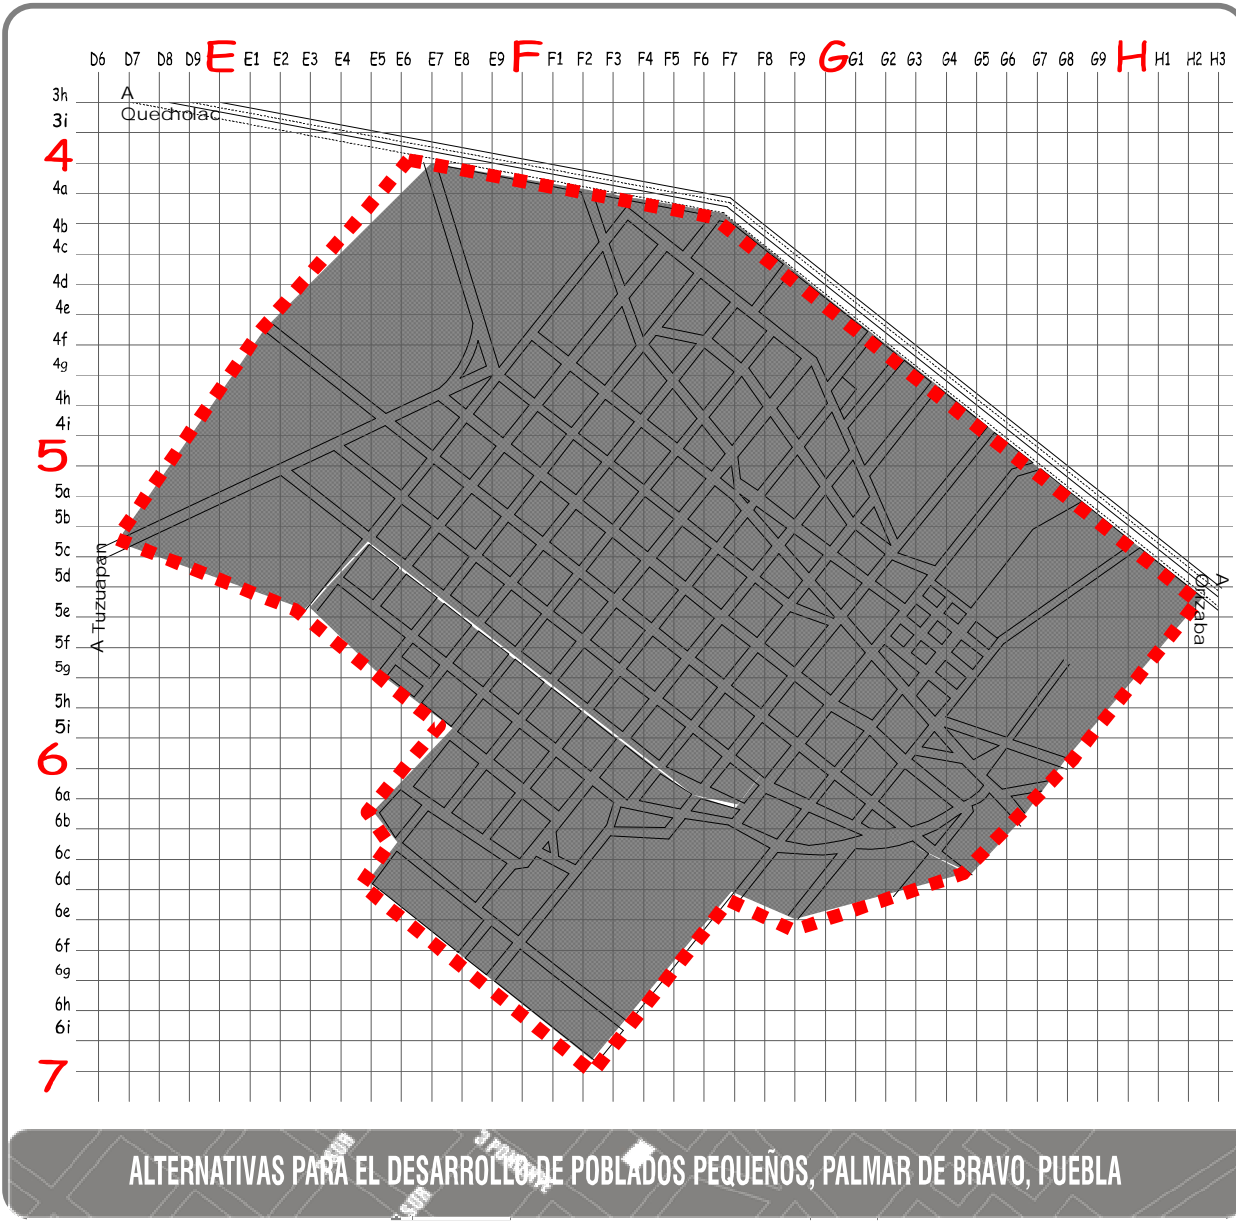 D6 D7 D8 D9 E E1 E2 E3 E4 E5 E6 E7 E8 E9 F F1 F2 F3 F4 F5 F6 F7 F8 F9 G G1 G2 G3 G4 G5 G6 G7 G8 G9 H H1 H2 H3
3h
A
Quecholac
3i
4
4a
4b
4c
4d
4e
4f
4g
4h
4i
5
5a
5b
5c
5d
5e
5f
5g
5h
5i
A Tuzuapan
A
Orizaba
6
6a
6b
6c
6d
6e
6f
6g
6h
6i
7
SUR
3 PONIENTE
SUR
ALTERNATIVAS PARA EL DESARROLLO DE POBLADOS PEQUEÑOS, PALMAR DE BRAVO, PUEBLA